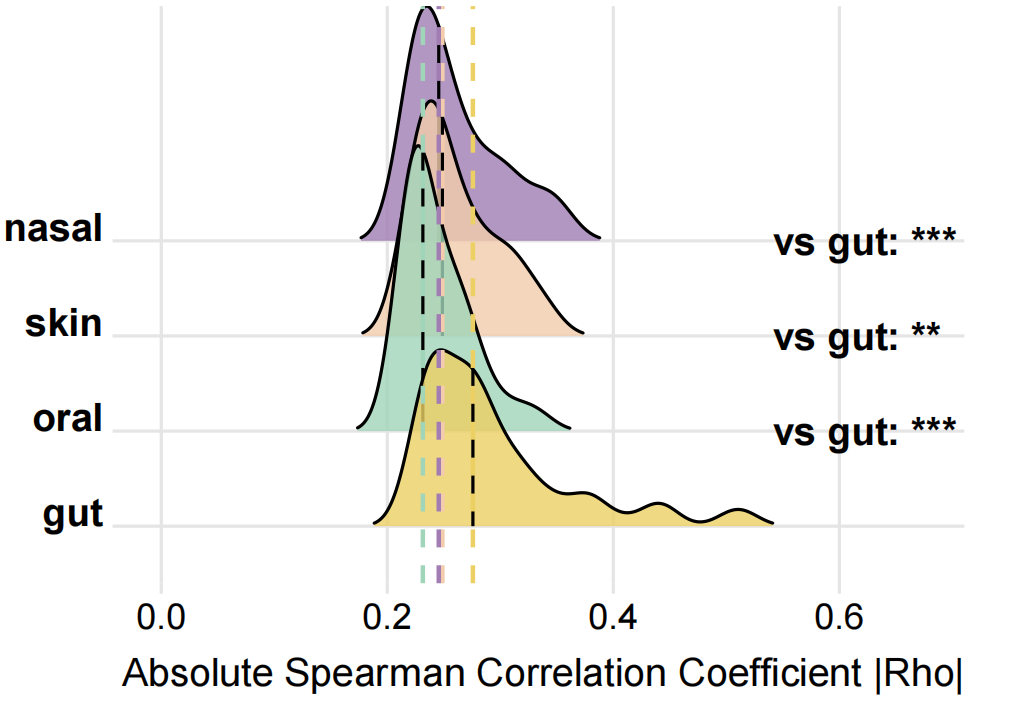 nasal
vs gut: ***
skin
vs gut: **
oral
vs gut: ***
gut
0.0 0.2 0.4 0.6
Absolute Spearman Correlation Coefficient |Rho|